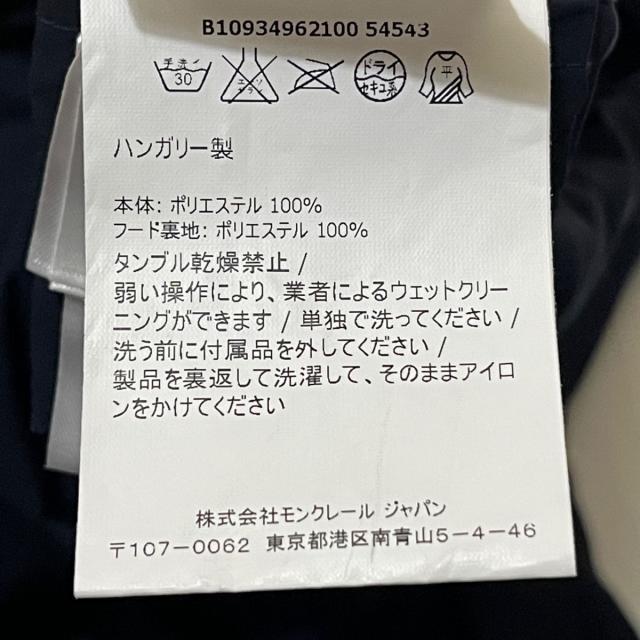 B10934962100 54543
手洗イ 30 エンソサラシ ドライ セキユ系 平
ハンガリー製
本体: ポリエステル 100%
フード裏地: ポリエステル 100%
タンブル乾燥禁止 /
弱い操作により、業者によるウェットクリー
ニングができます / 単独で洗ってください /
洗う前に付属品を外してください /
製品を裏返して洗濯して、そのままアイロ
ンをかけてください
株式会社モンクレール ジャパン
〒107-0062 東京都港区南青山5-4-46